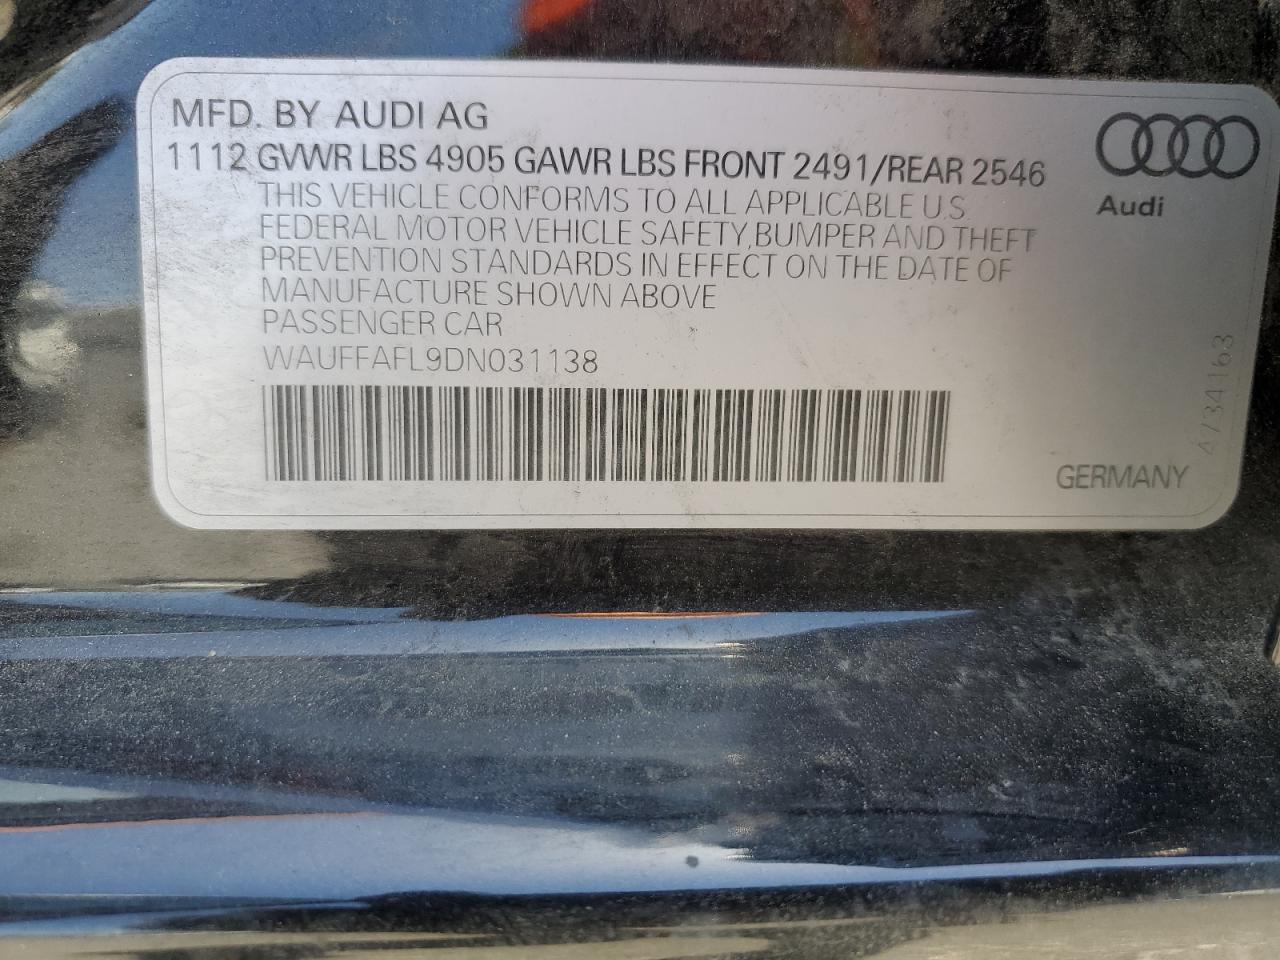 MFD. BY AUDI AG
1112 GVWR LBS 4905 GAWR LBS FRONT 2491/REAR 2546
THIS VEHICLE CONFORMS TO ALL APPLICABLE U.S.
FEDERAL MOTOR VEHICLE SAFETY, BUMPER AND THEFT
PREVENTION STANDARDS IN EFFECT ON THE DATE OF
MANUFACTURE SHOWN ABOVE
PASSENGER CAR
WAUFFAFL9DN031138
Audi
GERMANY